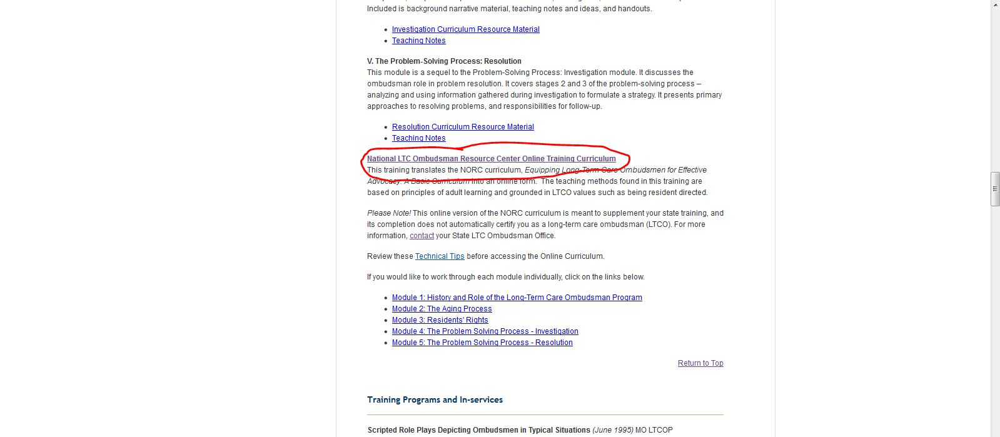 Included is background narrative material, teaching notes and ideas, and handouts.
Investigation Curriculum Resource Material
Teaching Notes
V. The Problem-Solving Process: Resolution
This module is a sequel to the Problem-Solving Process: Investigation module. It discusses the
ombudsman role in problem resolution. It covers stages 2 and 3 of the problem-solving process –
analyzing and using information gathered during investigation to formulate a strategy. It presents primary
approaches to resolving problems, and responsibilities for follow-up.
Resolution Curriculum Resource Material
Teaching Notes
National LTC Ombudsman Resource Center Online Training Curriculum
This training translates the NORC curriculum, Equipping Long-Term Care Ombudsmen for Effective
Advocacy: A Basic Curriculum into an online form.  The teaching methods found in this training are
based on principles of adult learning and grounded in LTCO values such as being resident directed.
Please Note! This online version of the NORC curriculum is meant to supplement your state training, and
its completion does not automatically certify you as a long-term care ombudsman (LTCO). For more
information, contact your State LTC Ombudsman Office.
Review these Technical Tips before accessing the Online Curriculum.
If you would like to work through each module individually, click on the links below.
Module 1: History and Role of the Long-Term Care Ombudsman Program
Module 2: The Aging Process
Module 3: Residents' Rights
Module 4: The Problem Solving Process - Investigation
Module 5: The Problem Solving Process - Resolution
Return to Top
Training Programs and In-services
Scripted Role Plays Depicting Ombudsmen in Typical Situations (June 1995) MO LTCOP